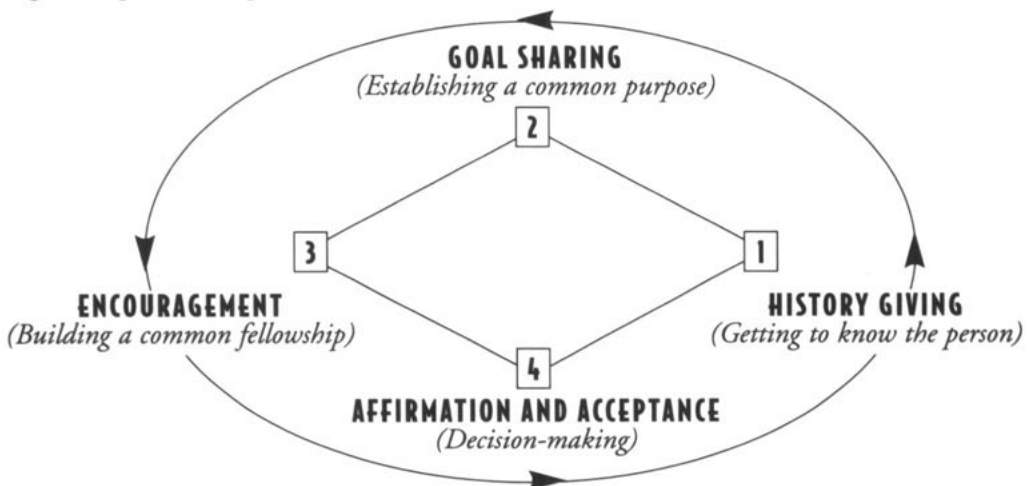 GOAL SHARING
(Establishing a common purpose)
2
3
1
ENCOURAGEMENT
(Building a common fellowship)
HISTORY GIVING
(Getting to know the person)
4
AFFIRMATION AND ACCEPTANCE
(Decision-making)